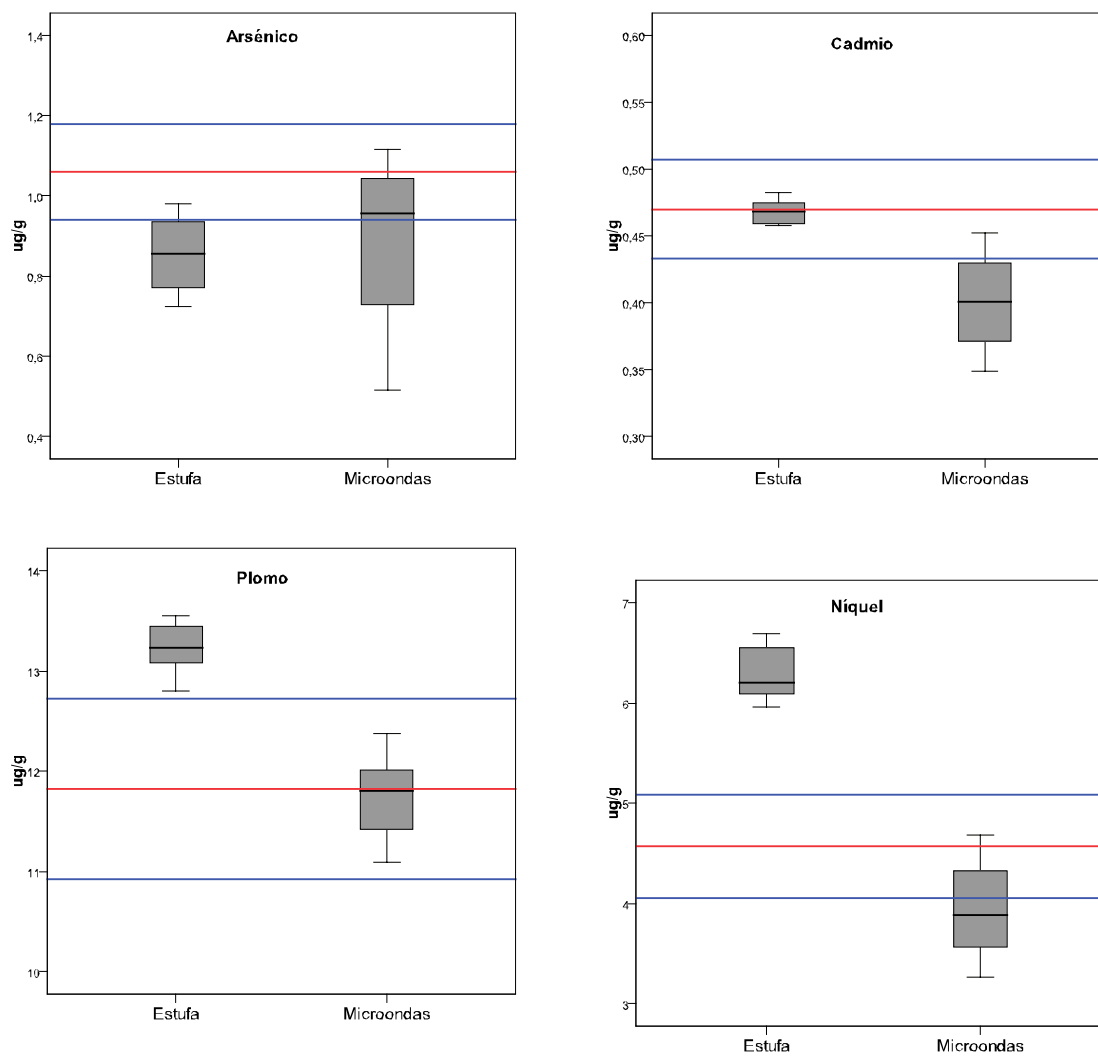 Arsénico
1,4
1,2
1,0
0,8
0,6
0,4
ug/g
Estufa
Microondas
Cadmio
0,60
0,55
0,50
0,45
0,40
0,35
0,30
ug/g
Estufa
Microondas
Plomo
14
13
12
11
10
ug/g
Estufa
Microondas
Níquel
7
6
5
4
3
ug/g
Estufa
Microondas